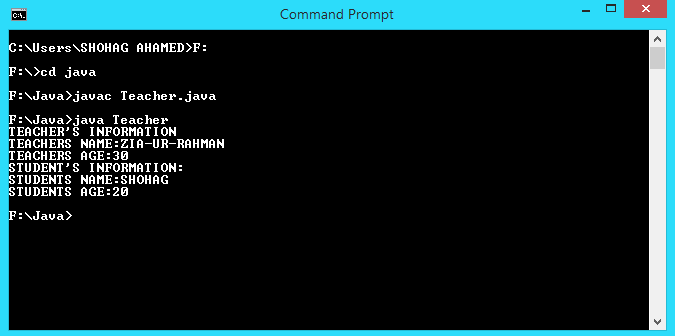 Command Prompt
C:\Users\SHOHAG AHAMED>F:
F:\>cd java
F:\Java>javac Teacher.java
F:\Java>java Teacher
TEACHER'S INFORMATION
TEACHERS NAME:ZIA-UR-RAHMAN
TEACHERS AGE:30
STUDENT'S INFORMATION:
STUDENTS NAME:SHOHAG
STUDENTS AGE:20
F:\Java>